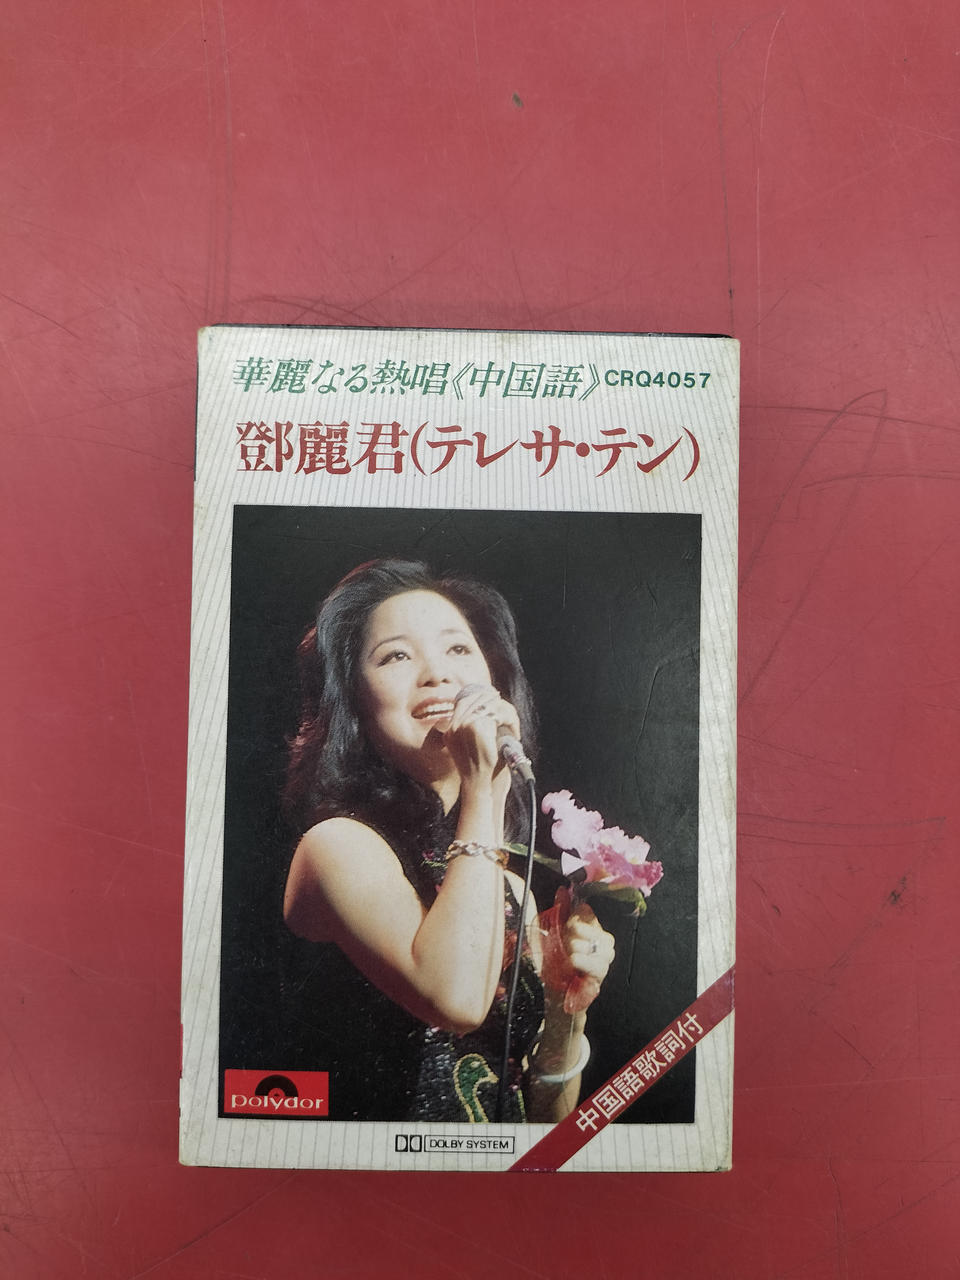 華麗なる熱唱《中国語》CRQ4057
鄧麗君(テレサ・テン)
中国語歌詞付
polydor
DOLBY SYSTEM